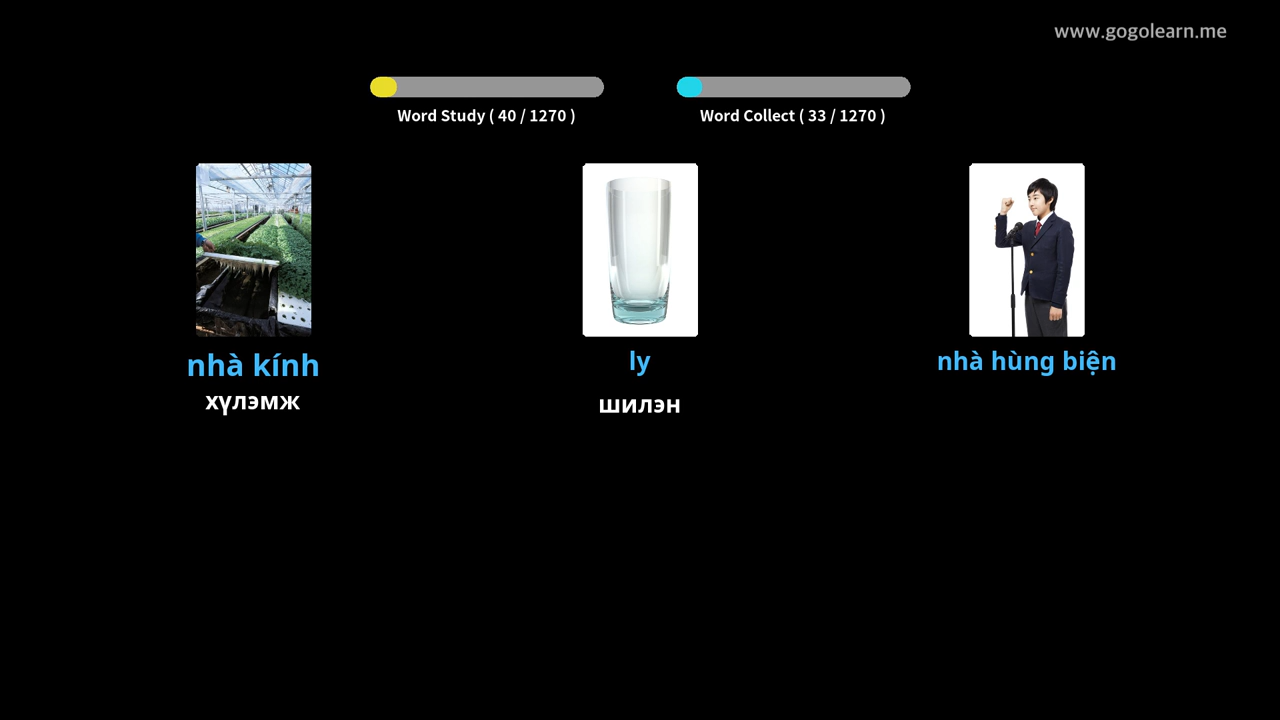 www.gogolearn.me
Word Study ( 40 / 1270 )
Word Collect ( 33 / 1270 )
nhà kính
хүлэмж
ly
шилэн
nhà hùng biện